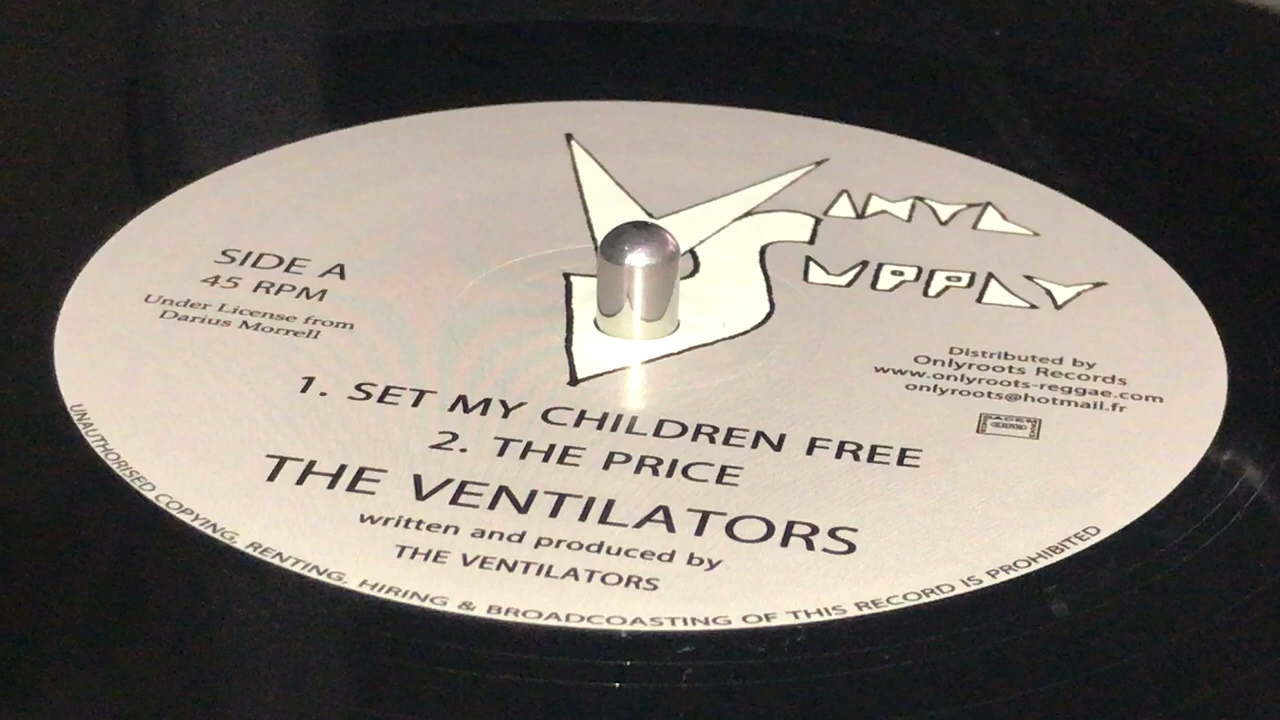 SUPPLY
SIDE A
45 RPM
Under License from
Darius Morrell
Distributed by
Onlyroots Records
www.onlyroots-reggae.com
onlyroots@hotmail.fr
1. SET MY CHILDREN FREE
2. THE PRICE
THE VENTILATORS
written and produced by
THE VENTILATORS
UNAUTHORISED COPYING, RENTING, HIRING & BROADCOASTING OF THIS RECORD IS PROHIBITED